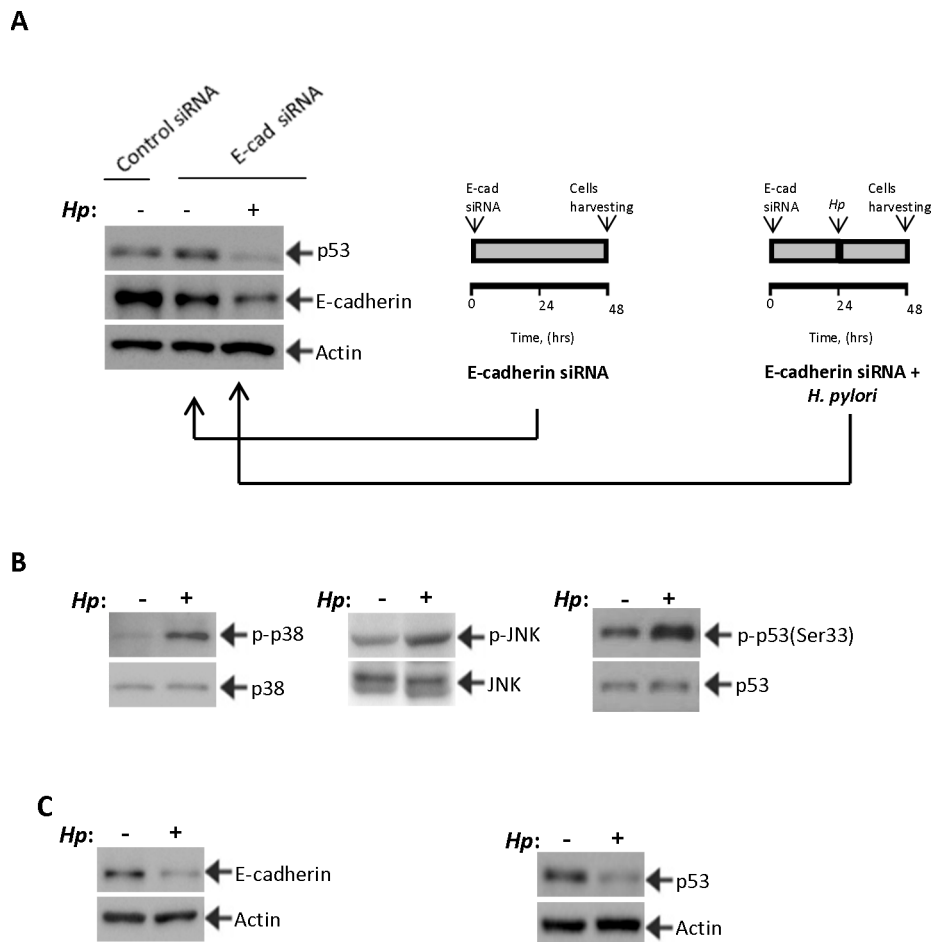 A
Control siRNA
E-cad siRNA
Hp: - - +
p53
E-cadherin
Actin
E-cad
siRNA
Cells
harvesting
0 24 48
Time, (hrs)
E-cadherin siRNA
E-cad
siRNA
Hp
Cells
harvesting
0 24 48
Time, (hrs)
E-cadherin siRNA +
H. pylori
B
Hp: - +
p-p38
p38
Hp: - +
p-JNK
JNK
Hp: - +
p-p53(Ser33)
p53
C
Hp: - +
E-cadherin
Actin
Hp: - +
p53
Actin